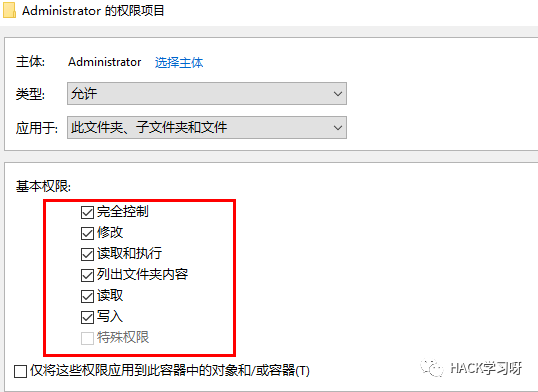 Administrator 的权限项目
主体: Administrator 选择主体
类型: 允许
应用于: 此文件夹、子文件夹和文件
基本权限:
完全控制
修改
读取和执行
列出文件夹内容
读取
写入
特殊权限
仅将这些权限应用到此容器中的对象和/或容器(T)
HACK学习呀